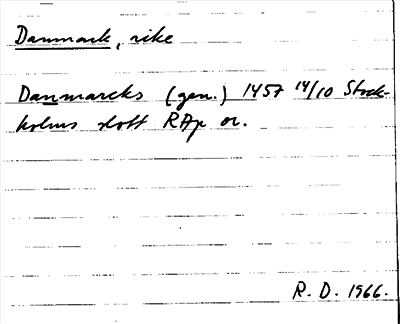 Danmark, rike
Danmarcks (gen.) 1457 14/10 Stock-
holms slott RAp or.
R. D. 1966.